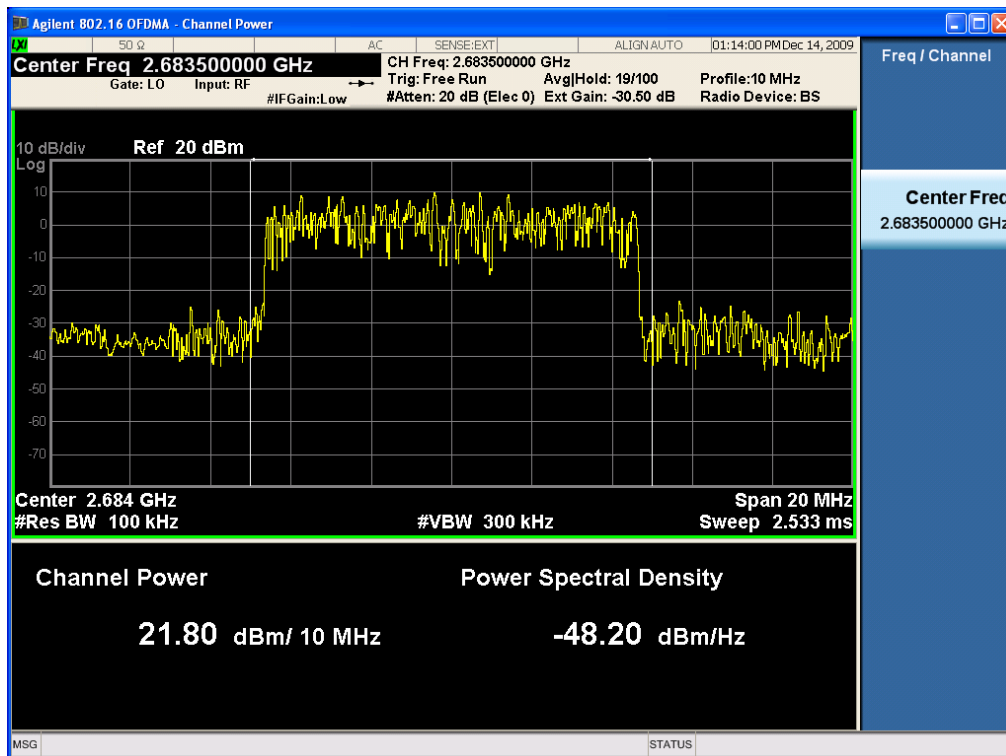 Agilent 802.16 OFDMA - Channel Power
LXI 50 Ω AC SENSE:EXT ALIGN AUTO 01:14:00 PM Dec 14, 2009
Center Freq 2.683500000 GHz
CH Freq: 2.683500000 GHz
Gate: LO Input: RF
Trig: Free Run Avg|Hold: 19/100 Profile:10 MHz
#IFGain:Low
#Atten: 20 dB (Elec 0) Ext Gain: -30.50 dB Radio Device: BS
Freq / Channel
Center Freq
2.683500000 GHz
10 dB/div Ref 20 dBm
Log
10
0
-10
-20
-30
-40
-50
-60
-70
Center 2.684 GHz Span 20 MHz
#Res BW 100 kHz #VBW 300 kHz Sweep 2.533 ms
Channel Power Power Spectral Density
21.80 dBm/ 10 MHz -48.20 dBm/Hz
MSG STATUS